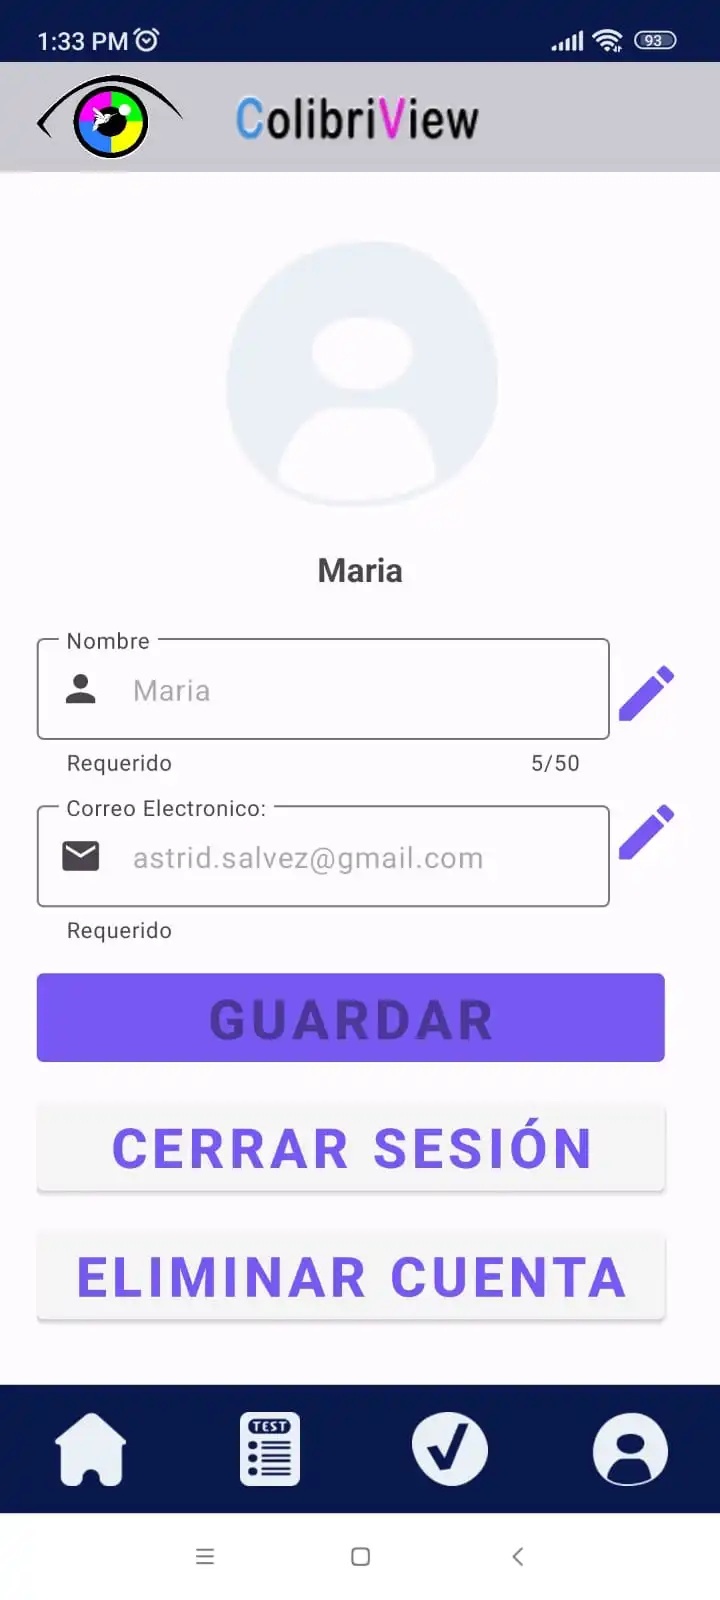 1:33 PM
93
ColibriView
Maria
Nombre
Maria
Requerido
5/50
Correo Electronico:
astrid.salvez@gmail.com
Requerido
GUARDAR
CERRAR SESIÓN
ELIMINAR CUENTA
TEST